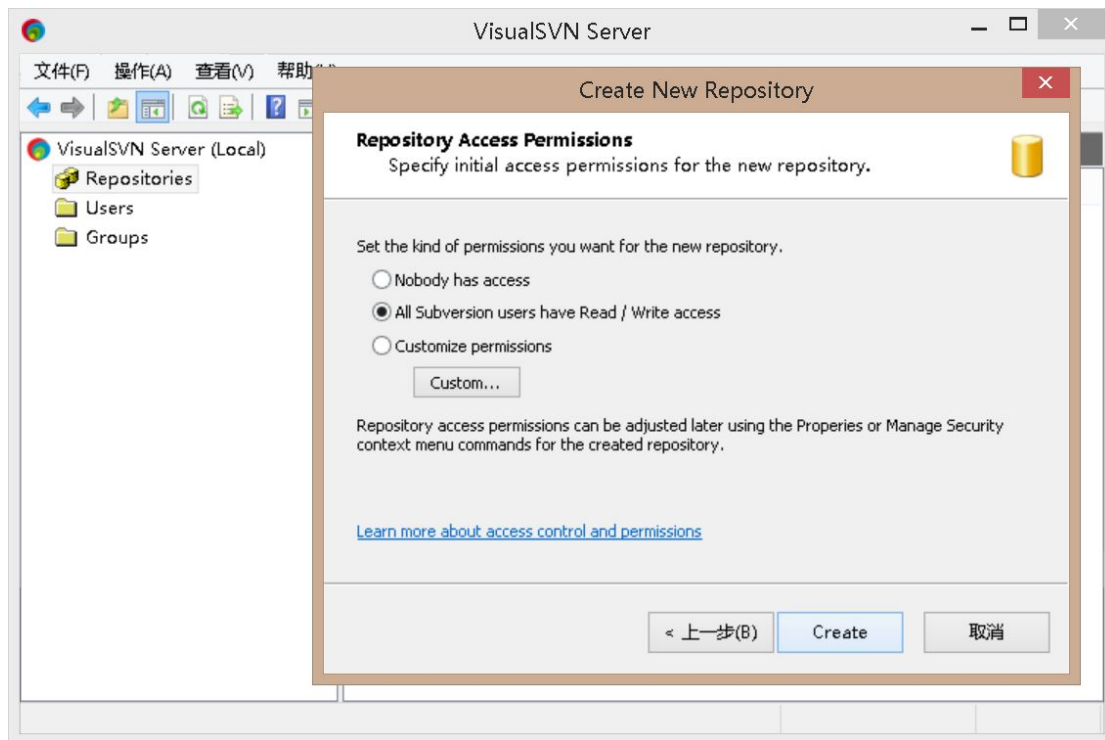 VisualSVN Server
文件(F) 操作(A) 查看(V) 帮助
Create New Repository
Repository Access Permissions
Specify initial access permissions for the new repository.
VisualSVN Server (Local)
Repositories
Users
Groups
Set the kind of permissions you want for the new repository.
Nobody has access
All Subversion users have Read / Write access
Customize permissions
Custom...
Repository access permissions can be adjusted later using the Properies or Manage Security
context menu commands for the created repository.
Learn more about access control and permissions
< 上一步(B) Create 取消